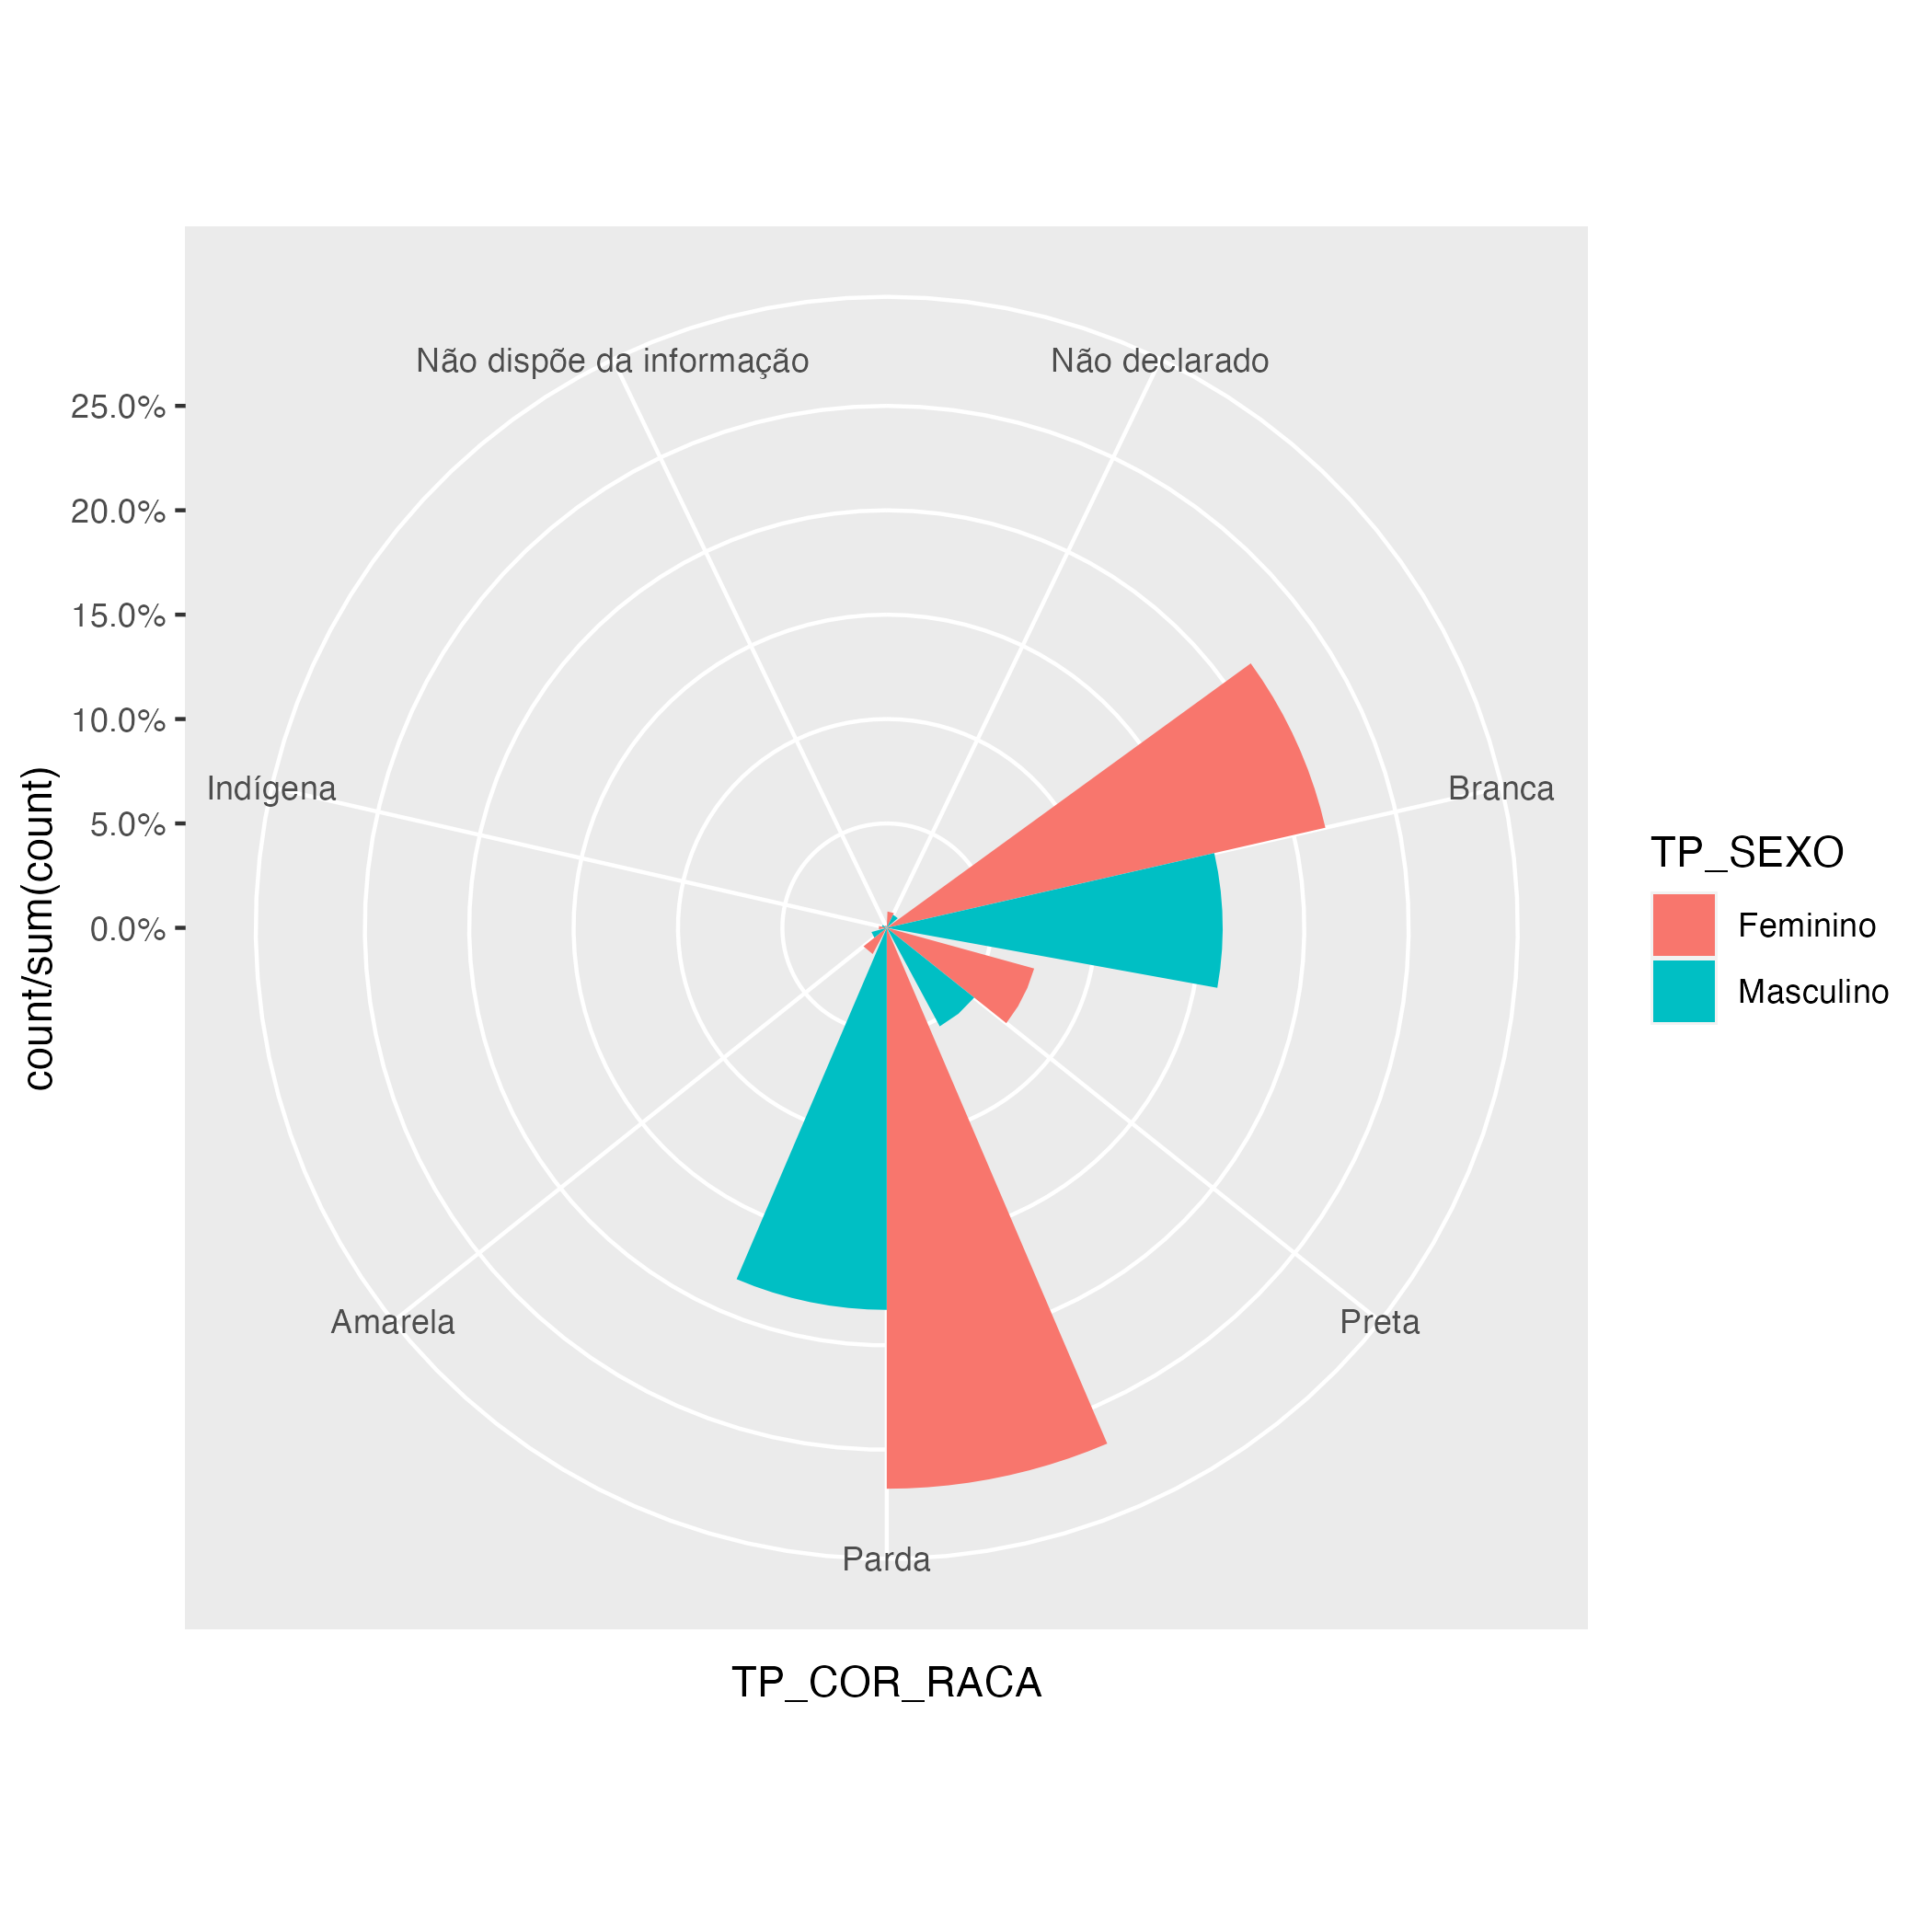 Não dispõe da informação
Não declarado
25.0%
20.0%
15.0%
10.0%
5.0%
0.0%
Indígena
Branca
Amarela
Preta
Parda
count/sum(count)
TP_COR_RACA
TP_SEXO
Feminino
Masculino